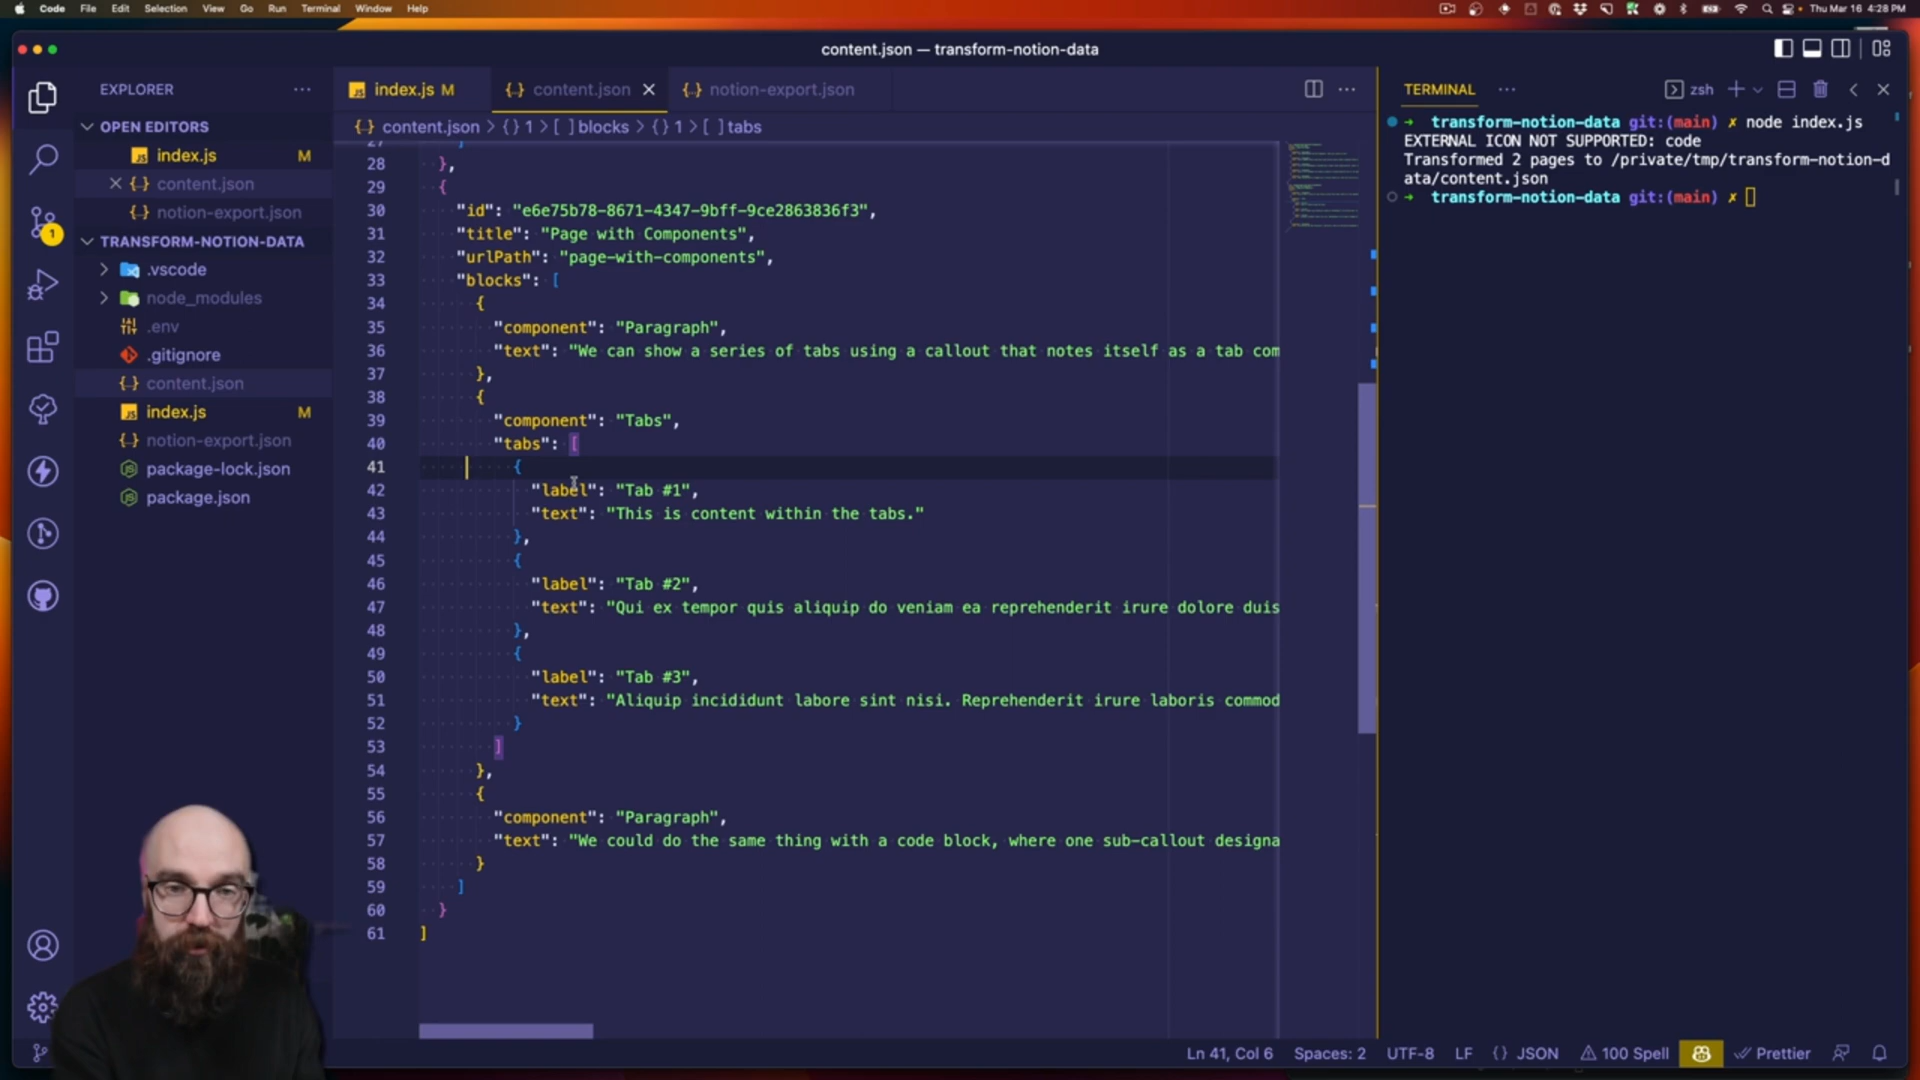 Code File Edit Selection View Go Run Terminal Window Help
Thu Mar 16 4:28 PM
content.json — transform-notion-data
EXPLORER
OPEN EDITORS
index.js M
content.json
notion-export.json
TRANSFORM-NOTION-DATA
.vscode
node_modules
.env
.gitignore
content.json
index.js M
notion-export.json
package-lock.json
package.json
index.js M content.json notion-export.json
content.json > {} 1 > [ ] blocks > {} 1 > [ ] tabs
27 ]
28 },
29 {
30 "id": "e6e75b78-8671-4347-9bff-9ce2863836f3",
31 "title": "Page with Components",
32 "urlPath": "page-with-components",
33 "blocks": [
34 {
35 "component": "Paragraph",
36 "text": "We can show a series of tabs using a callout that notes itself as a tab com
37 },
38 {
39 "component": "Tabs",
40 "tabs": [
41 {
42 "label": "Tab #1",
43 "text": "This is content within the tabs."
44 },
45 {
46 "label": "Tab #2",
47 "text": "Qui ex tempor quis aliquip do veniam ea reprehenderit irure dolore duis
48 },
49 {
50 "label": "Tab #3",
51 "text": "Aliquip incididunt labore sint nisi. Reprehenderit irure laboris commod
52 }
53 ]
54 },
55 {
56 "component": "Paragraph",
57 "text": "We could do the same thing with a code block, where one sub-callout designa
58 }
59 ]
60 }
61 ]
TERMINAL
zsh
➜ transform-notion-data git:(main) ✗ node index.js
EXTERNAL ICON NOT SUPPORTED: code
Transformed 2 pages to /private/tmp/transform-notion-d
ata/content.json
➜ transform-notion-data git:(main) ✗
1
Ln 41, Col 6 Spaces: 2 UTF-8 LF {} JSON 100 Spell Prettier